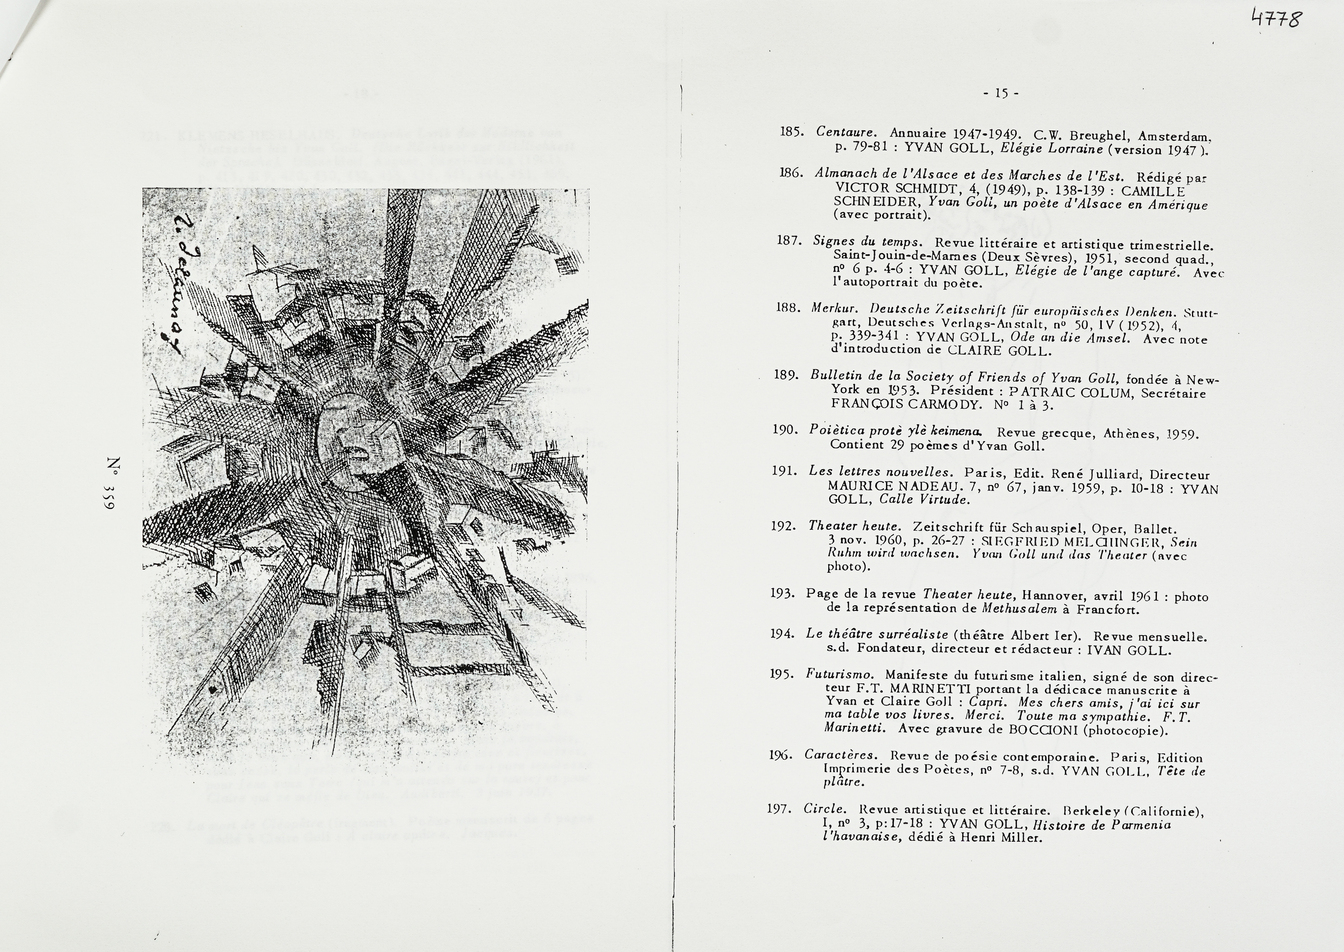 4778
N° 359
- 15 -
185. Centaure. Annuaire 1947-1949. C.W. Breughel, Amsterdam.
p. 79-81 : YVAN GOLL, Elégie Lorraine (version 1947).
186. Almanach de l'Alsace et des Marches de l'Est. Rédigé par
VICTOR SCHMIDT, 4, (1949), p. 138-139 : CAMILLE
SCHNEIDER, Yvan Goll, un poète d'Alsace en Amérique
(avec portrait).
187. Signes du temps. Revue littéraire et artistique trimestrielle.
Saint-Jouin-de-Marnes (Deux Sèvres), 1951, second quad.,
n° 6 p. 4-6 : YVAN GOLL, Elégie de l'ange capturé. Avec
l'autoportrait du poète.
188. Merkur. Deutsche Zeitschrift für europäisches Denken. Stutt-
gart, Deutsches Verlags-Anstalt, n° 50, IV (1952), 4,
p. 339-341 : YVAN GOLL, Ode an die Amsel. Avec note
d'introduction de CLAIRE GOLL.
189. Bulletin de la Society of Friends of Yvan Goll, fondée à New-
York en 1953. Président : PATRAIC COLUM, Secrétaire
FRANÇOIS CARMODY. N° 1 à 3.
190. Poiètica protè ylè keimena. Revue grecque, Athènes, 1959.
Contient 29 poèmes d'Yvan Goll.
191. Les lettres nouvelles. Paris, Edit. René Julliard, Directeur
MAURICE NADEAU. 7, n° 67, janv. 1959, p. 10-18 : YVAN
GOLL, Calle Virtude.
192. Theater heute. Zeitschrift für Schauspiel, Oper, Ballet.
3 nov. 1960, p. 26-27 : SIEGFRIED MELCHINGER, Sein
Ruhm wird wachsen. Yvan Goll und das Theater (avec
photo).
193. Page de la revue Theater heute, Hannover, avril 1961 : photo
de la représentation de Methusalem à Francfort.
194. Le théâtre surréaliste (théâtre Albert Ier). Revue mensuelle.
s.d. Fondateur, directeur et rédacteur : IVAN GOLL.
195. Futurismo. Manifeste du futurisme italien, signé de son direc-
teur F.T. MARINETTI portant la dédicace manuscrite à
Yvan et Claire Goll : Capri. Mes chers amis, j'ai ici sur
ma table vos livres. Merci. Toute ma sympathie. F.T.
Marinetti. Avec gravure de BOCCIONI (photocopie).
196. Caractères. Revue de poésie contemporaine. Paris, Edition
Imprimerie des Poètes, n° 7-8, s.d. YVAN GOLL, Tête de
plâtre.
197. Circle. Revue artistique et littéraire. Berkeley (Californie),
I, n° 3, p:17-18 : YVAN GOLL, Histoire de Parmenia
l'havanaise, dédié à Henri Miller.